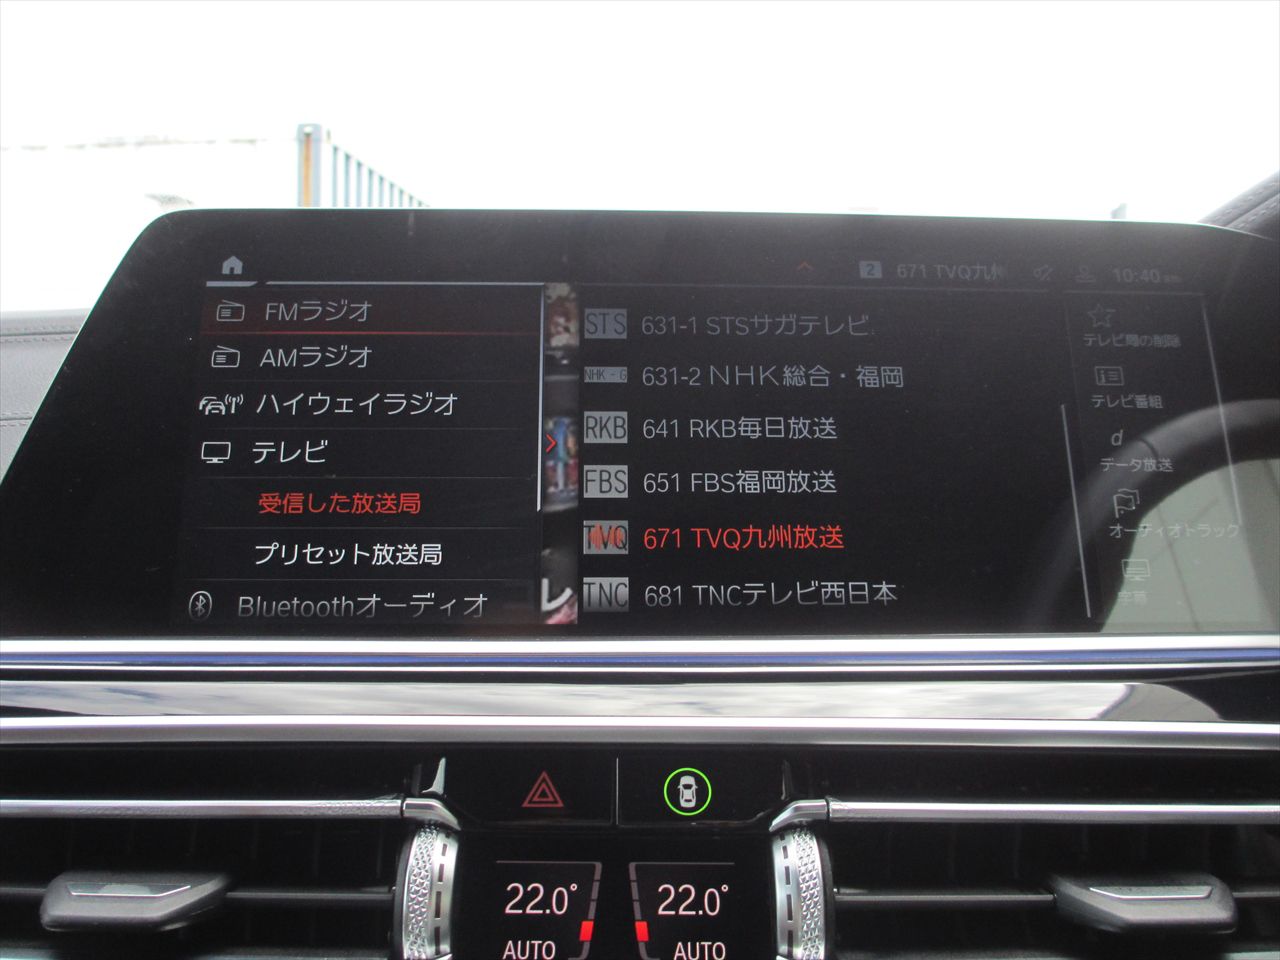 2 671 TVQ九州 10:40
FMラジオ
AMラジオ
ハイウェイラジオ
テレビ
受信した放送局
プリセット放送局
Bluetoothオーディオ
レ
STS 631-1 STSサガテレビ
NHK-G 631-2 NHK総合・福岡
RKB 641 RKB毎日放送
FBS 651 FBS福岡放送
TVQ 671 TVQ九州放送
TNC 681 TNCテレビ西日本
テレビ局の削除
テレビ番組
d
データ放送
オーディオトラック
字幕
22.0° 22.0°
AUTO AUTO